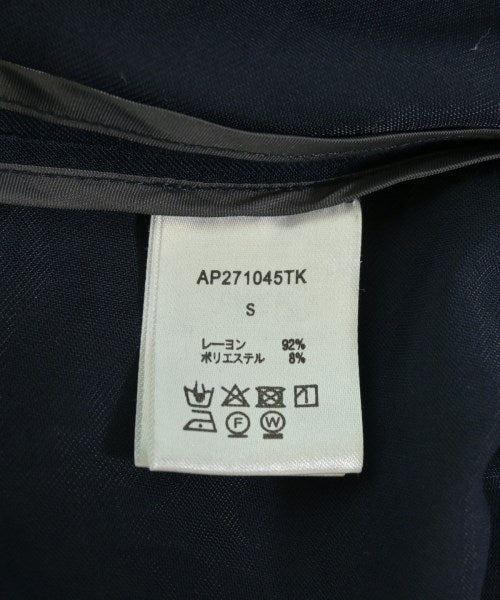 AP271045TK
S
レーヨン 92%
ポリエステル 8%
F W